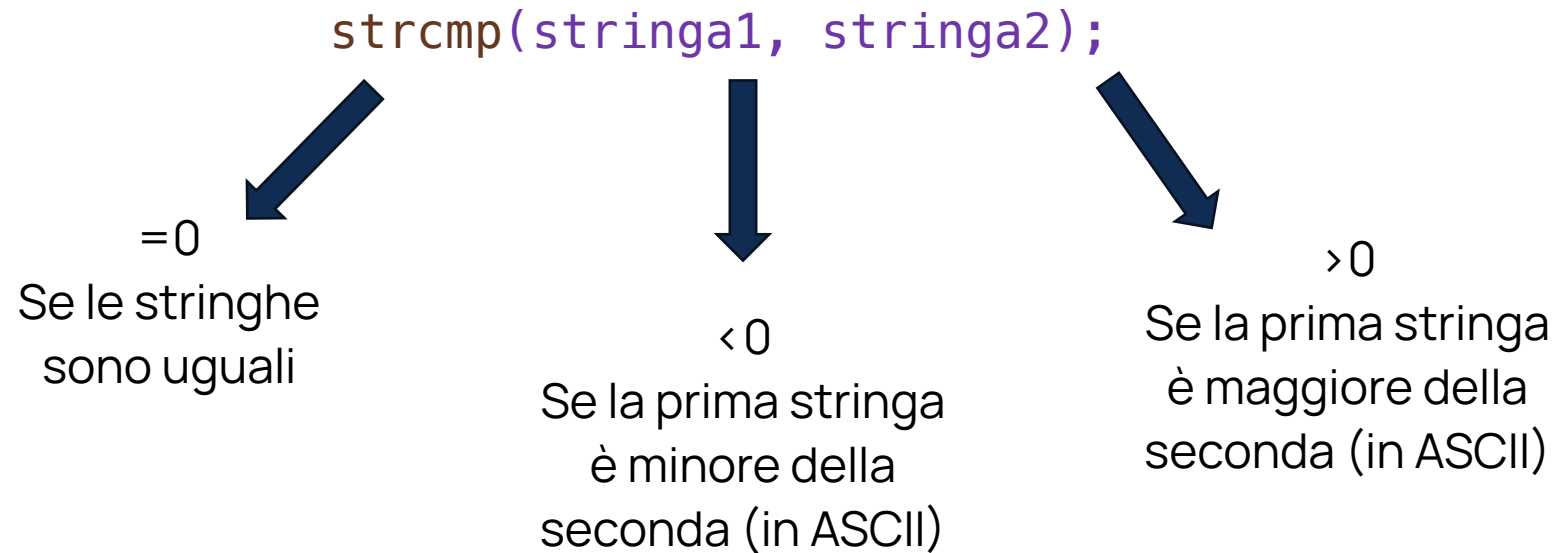 strcmp(stringa1, stringa2);
=0
Se le stringhe
sono uguali
<0
Se la prima stringa
è minore della
seconda (in ASCII)
>0
Se la prima stringa
è maggiore della
seconda (in ASCII)